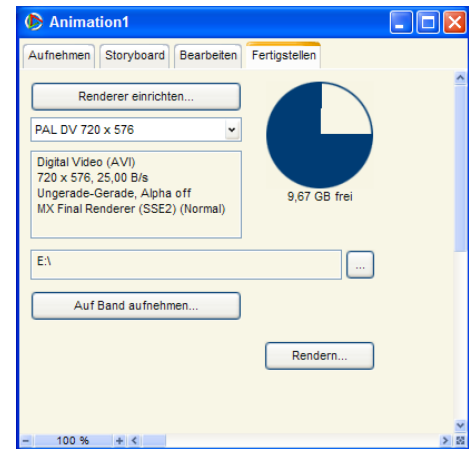 Animation1
Aufnehmen Storyboard Bearbeiten Fertigstellen
Renderer einrichten...
PAL DV 720 x 576
Digital Video (AVI)
720 x 576, 25,00 B/s
Ungerade-Gerade, Alpha off
MX Final Renderer (SSE2) (Normal)
9,67 GB frei
E:\
...
Auf Band aufnehmen...
Rendern...
100 %